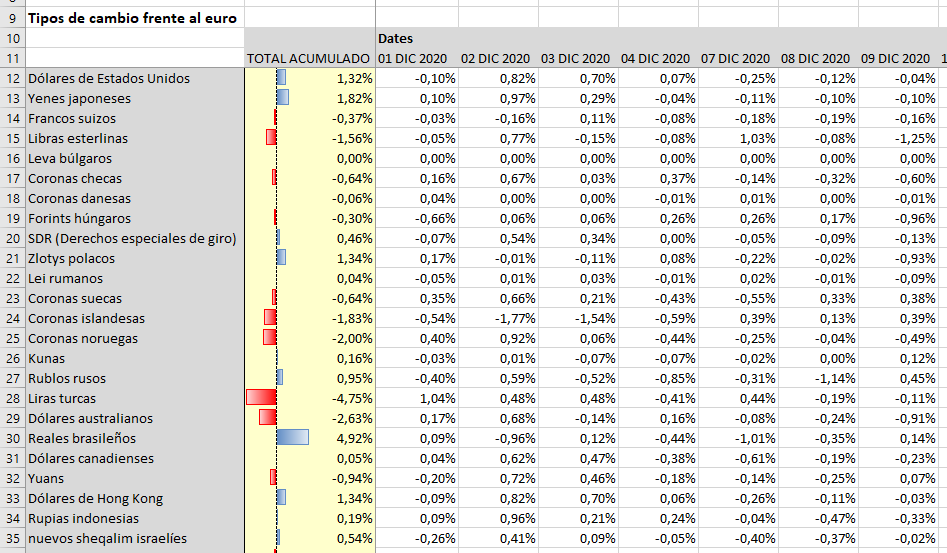 9 Tipos de cambio frente al euro
10 Dates
11 TOTAL ACUMULADO 01 DIC 2020 02 DIC 2020 03 DIC 2020 04 DIC 2020 07 DIC 2020 08 DIC 2020 09 DIC 2020
12 Dólares de Estados Unidos 1,32% -0,10% 0,82% 0,70% 0,07% -0,25% -0,12% -0,04%
13 Yenes japoneses 1,82% 0,10% 0,97% 0,29% -0,04% -0,11% -0,10% -0,10%
14 Francos suizos -0,37% -0,03% -0,16% 0,11% -0,08% -0,18% -0,19% -0,16%
15 Libras esterlinas -1,56% -0,05% 0,77% -0,15% -0,08% 1,03% -0,08% -1,25%
16 Leva búlgaros 0,00% 0,00% 0,00% 0,00% 0,00% 0,00% 0,00% 0,00%
17 Coronas checas -0,64% 0,16% 0,67% 0,03% 0,37% -0,14% -0,32% -0,60%
18 Coronas danesas -0,06% 0,04% 0,00% 0,00% -0,01% 0,01% 0,00% -0,01%
19 Forints húngaros -0,30% -0,66% 0,06% 0,06% 0,26% 0,26% 0,17% -0,96%
20 SDR (Derechos especiales de giro) 0,46% -0,07% 0,54% 0,34% 0,00% -0,05% -0,09% -0,13%
21 Zlotys polacos 1,34% 0,17% -0,01% -0,11% 0,08% -0,22% -0,02% -0,93%
22 Lei rumanos 0,04% -0,05% 0,01% 0,03% -0,01% 0,02% -0,01% -0,09%
23 Coronas suecas -0,64% 0,35% 0,66% 0,21% -0,43% -0,55% 0,33% 0,38%
24 Coronas islandesas -1,83% -0,54% -1,77% -1,54% -0,59% 0,39% 0,13% 0,39%
25 Coronas noruegas -2,00% 0,40% 0,92% 0,06% -0,44% -0,25% -0,04% -0,49%
26 Kunas 0,16% -0,03% 0,01% -0,07% -0,07% -0,02% 0,00% 0,12%
27 Rublos rusos 0,95% -0,40% 0,59% -0,52% -0,85% -0,31% -1,14% 0,45%
28 Liras turcas -4,75% 1,04% 0,48% 0,48% -0,41% 0,44% -0,19% -0,11%
29 Dólares australianos -2,63% 0,17% 0,68% -0,14% 0,16% -0,08% -0,24% -0,91%
30 Reales brasileños 4,92% 0,09% -0,96% 0,12% -0,44% -1,01% -0,35% 0,14%
31 Dólares canadienses 0,05% 0,04% 0,62% 0,47% -0,38% -0,61% -0,19% -0,23%
32 Yuans -0,94% -0,20% 0,72% 0,46% -0,18% -0,14% -0,25% 0,07%
33 Dólares de Hong Kong 1,34% -0,09% 0,82% 0,70% 0,06% -0,26% -0,11% -0,03%
34 Rupias indonesias 0,19% 0,09% 0,96% 0,21% 0,24% -0,04% -0,47% -0,33%
35 nuevos sheqalim israelíes 0,54% -0,26% 0,41% 0,09% -0,05% -0,40% -0,37% -0,02%